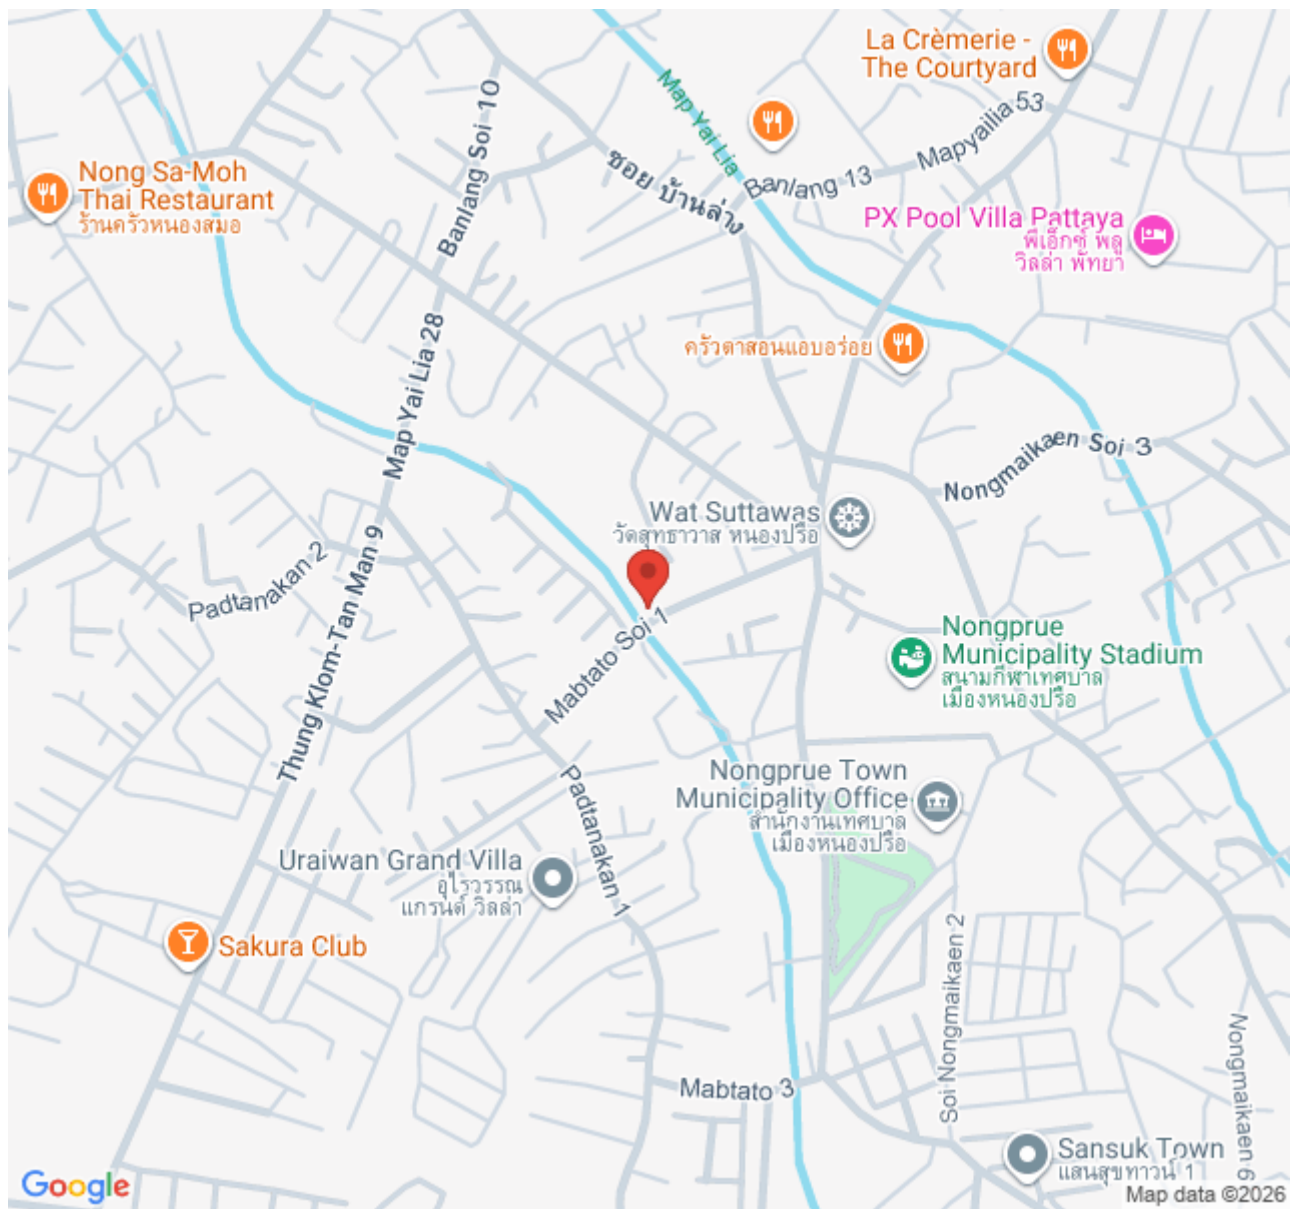 La Crèmerie -
The Courtyard
Map Yai Lia
Mapyailia 53
Banlang 13
Banlang Soi 10
ซอย บ้านล่าง
Nong Sa-Moh
Thai Restaurant
ร้านครัวหนองสมอ
PX Pool Villa Pattaya
พีเอ็กซ์ พลู
วิลล่า พัทยา
Map Yai Lia 28
ครัวตาสอนแอบอร่อย
Nongmaikaen Soi 3
Wat Suttawas
วัดสุทธาวาส หนองปรือ
Padtanakan 2
Thung Klom-Tan Man 9
Mabtato Soi 1
Nongprue
Municipality Stadium
สนามกีฬาเทศบาล
เมืองหนองปรือ
Nongprue Town
Municipality Office
สำนักงานเทศบาล
เมืองหนองปรือ
Padtanakan 1
Uraiwan Grand Villa
อุไรวรรณ
แกรนด์ วิลล่า
Sakura Club
Soi Nongmaikaen 2
Nongmaikaen 6
Mabtato 3
Sansuk Town
แสนสุขทาวน์ 1
Google
Map data ©2026